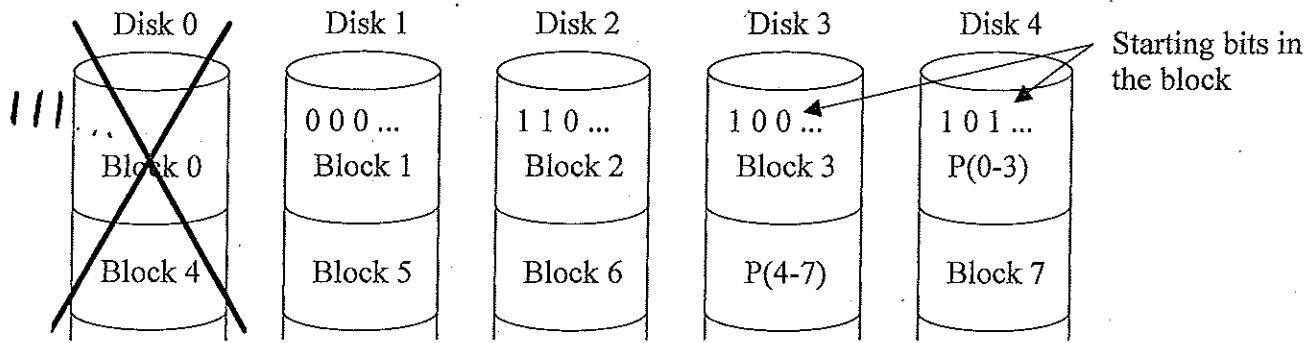 Disk 0 Disk 1 Disk 2 Disk 3 Disk 4
Starting bits in
the block
111... 000... 110... 100... 101...
Block 0 Block 1 Block 2 Block 3 P(0-3)
Block 4 Block 5 Block 6 P(4-7) Block 7